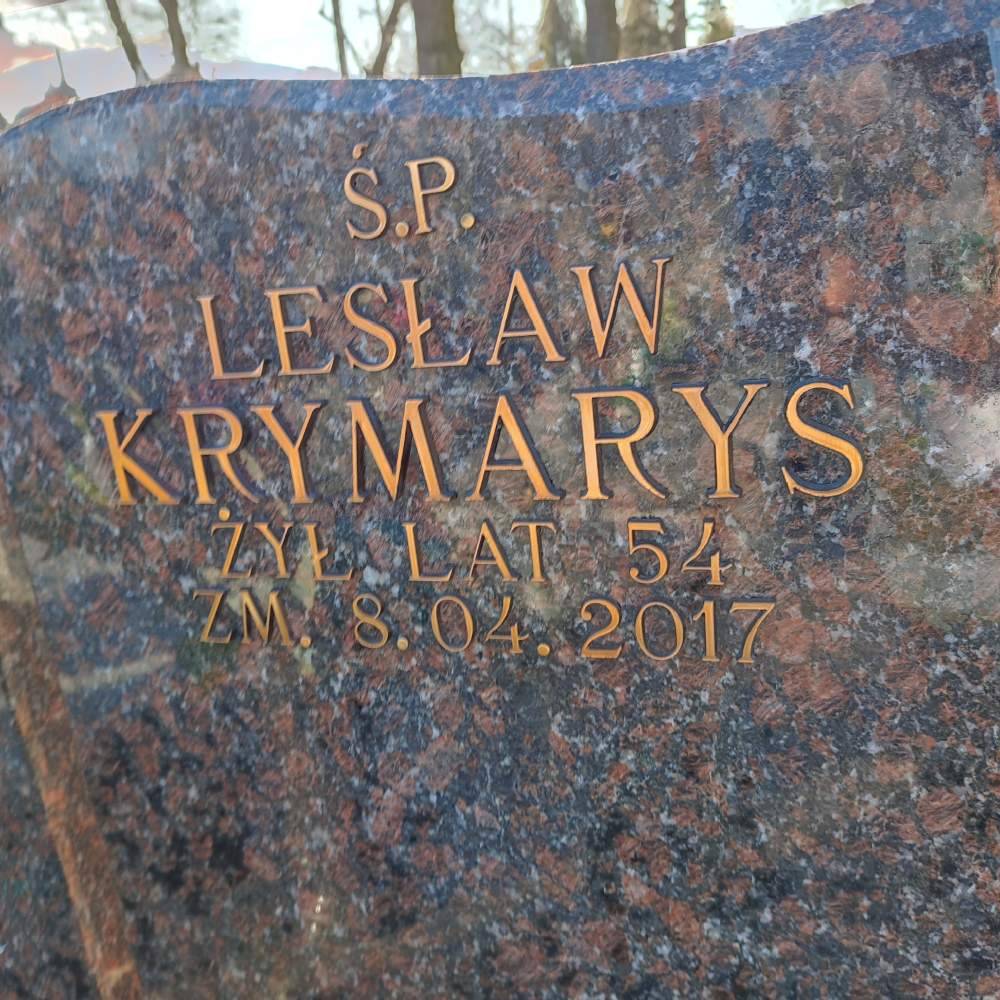 Ś.P.
LESŁAW
KRYMARYS
ŻYŁ LAT 54
ZM. 8.04.2017